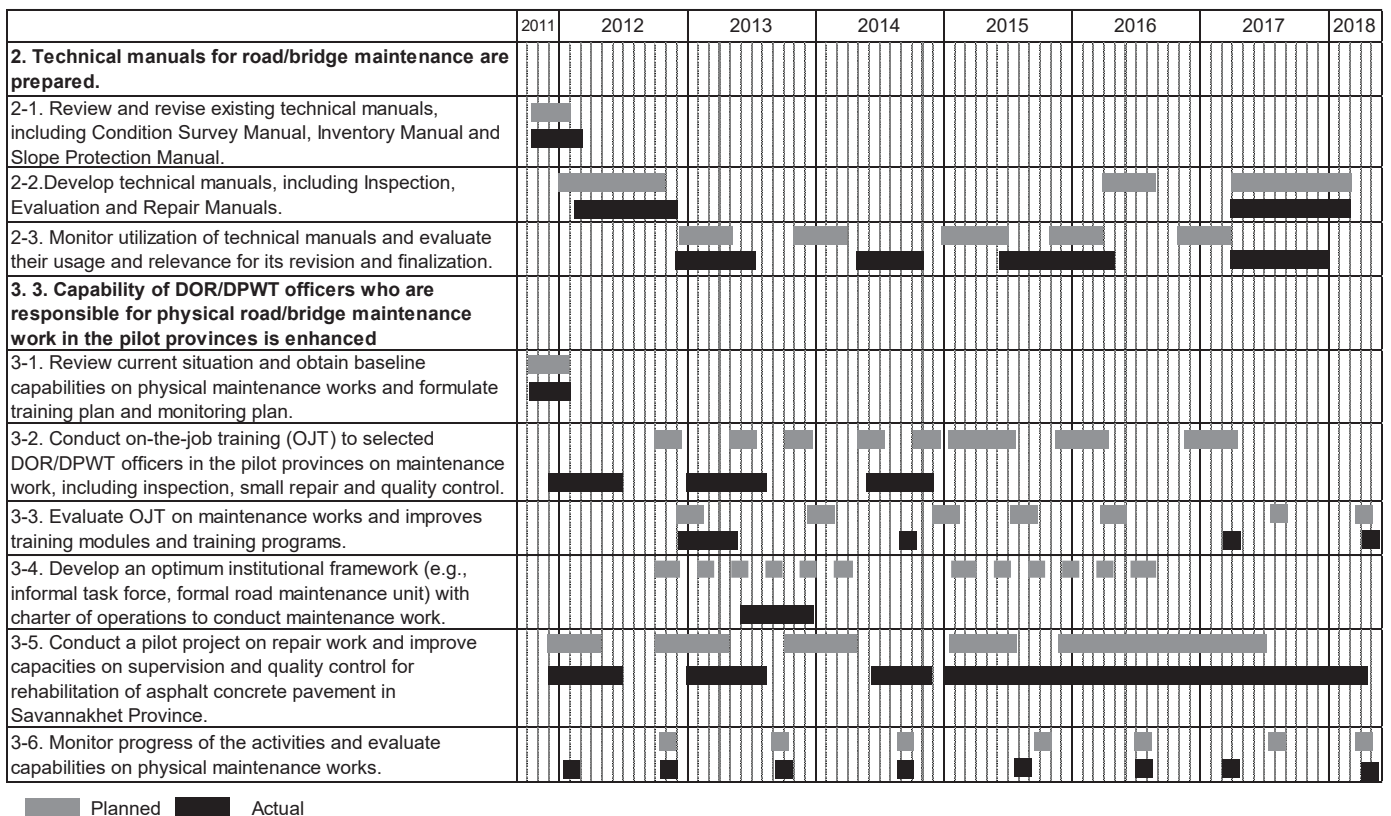 2011 2012 2013 2014 2015 2016 2017 2018
2. Technical manuals for road/bridge maintenance are
prepared.
2-1. Review and revise existing technical manuals,
including Condition Survey Manual, Inventory Manual and
Slope Protection Manual.
2-2.Develop technical manuals, including Inspection,
Evaluation and Repair Manuals.
2-3. Monitor utilization of technical manuals and evaluate
their usage and relevance for its revision and finalization.
3. 3. Capability of DOR/DPWT officers who are
responsible for physical road/bridge maintenance
work in the pilot provinces is enhanced
3-1. Review current situation and obtain baseline
capabilities on physical maintenance works and formulate
training plan and monitoring plan.
3-2. Conduct on-the-job training (OJT) to selected
DOR/DPWT officers in the pilot provinces on maintenance
work, including inspection, small repair and quality control.
3-3. Evaluate OJT on maintenance works and improves
training modules and training programs.
3-4. Develop an optimum institutional framework (e.g.,
informal task force, formal road maintenance unit) with
charter of operations to conduct maintenance work.
3-5. Conduct a pilot project on repair work and improve
capacities on supervision and quality control for
rehabilitation of asphalt concrete pavement in
Savannakhet Province.
3-6. Monitor progress of the activities and evaluate
capabilities on physical maintenance works.
Planned Actual